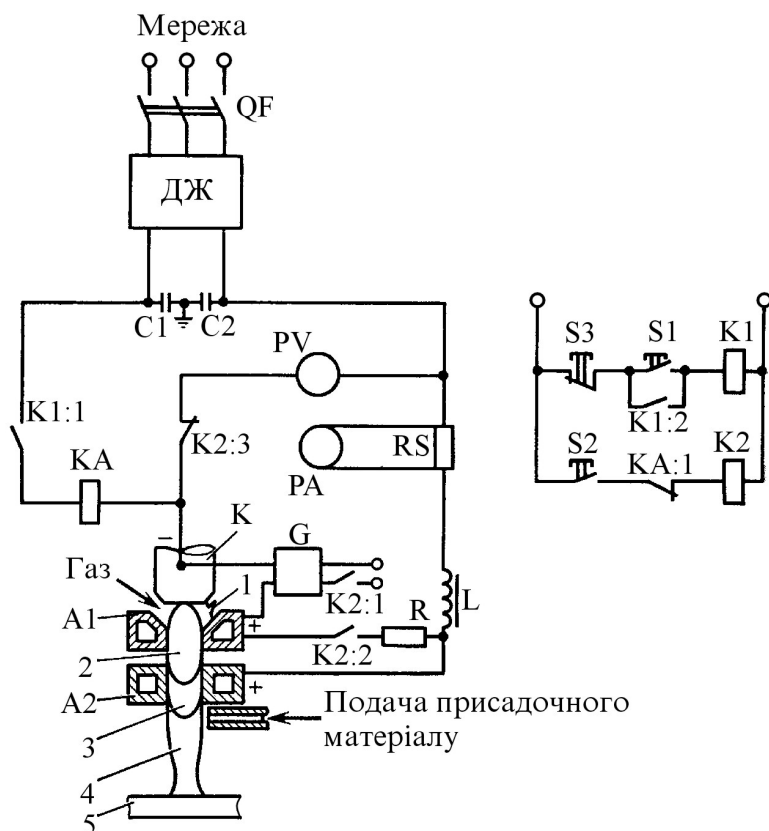 Мережа
QF
ДЖ
C1
C2
PV
S3
S1
K1
K1:1
K2:3
K1:2
RS
S2
KA:1
K2
KA
PA
–
K
G
Газ
1
L
A1
+
K2:1
R
2
K2:2
A2
+
Подача присадочного
3
матеріалу
4
5